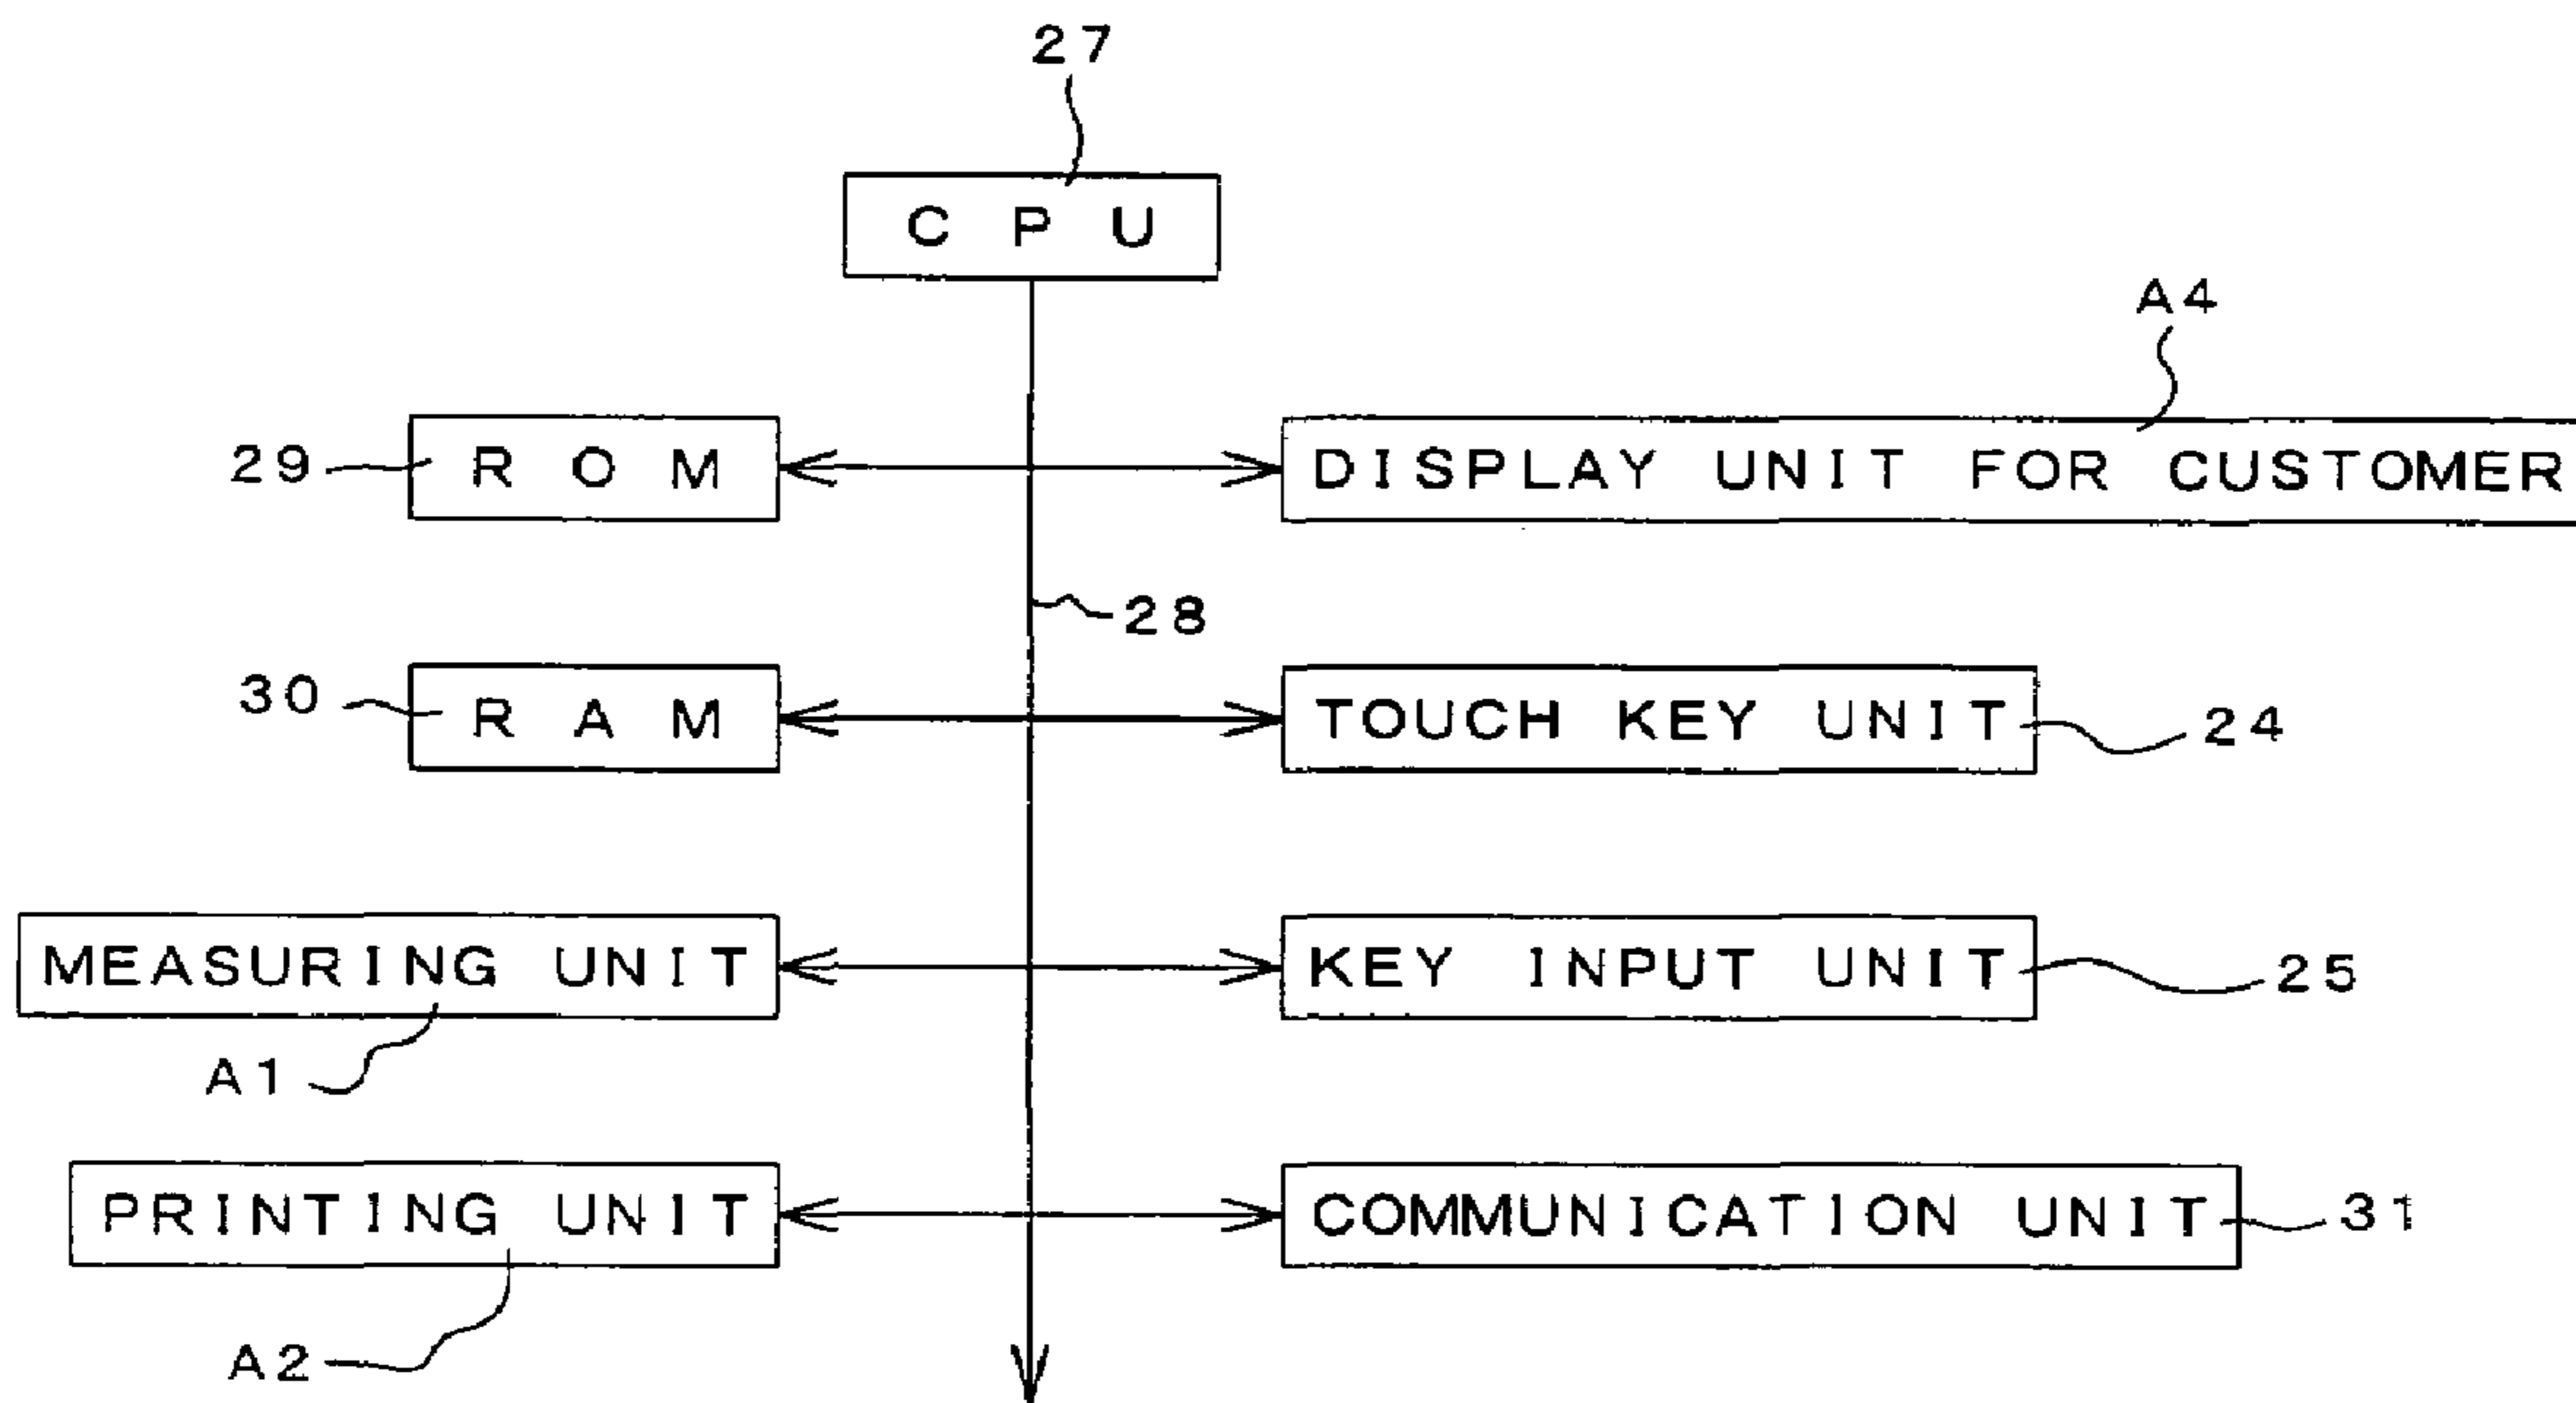 27
CPU
A4
29 ROM
DISPLAY UNIT FOR CUSTOMER
28
30 RAM
TOUCH KEY UNIT 24
MEASURING UNIT
KEY INPUT UNIT 25
A1
PRINTING UNIT
COMMUNICATION UNIT 31
A2